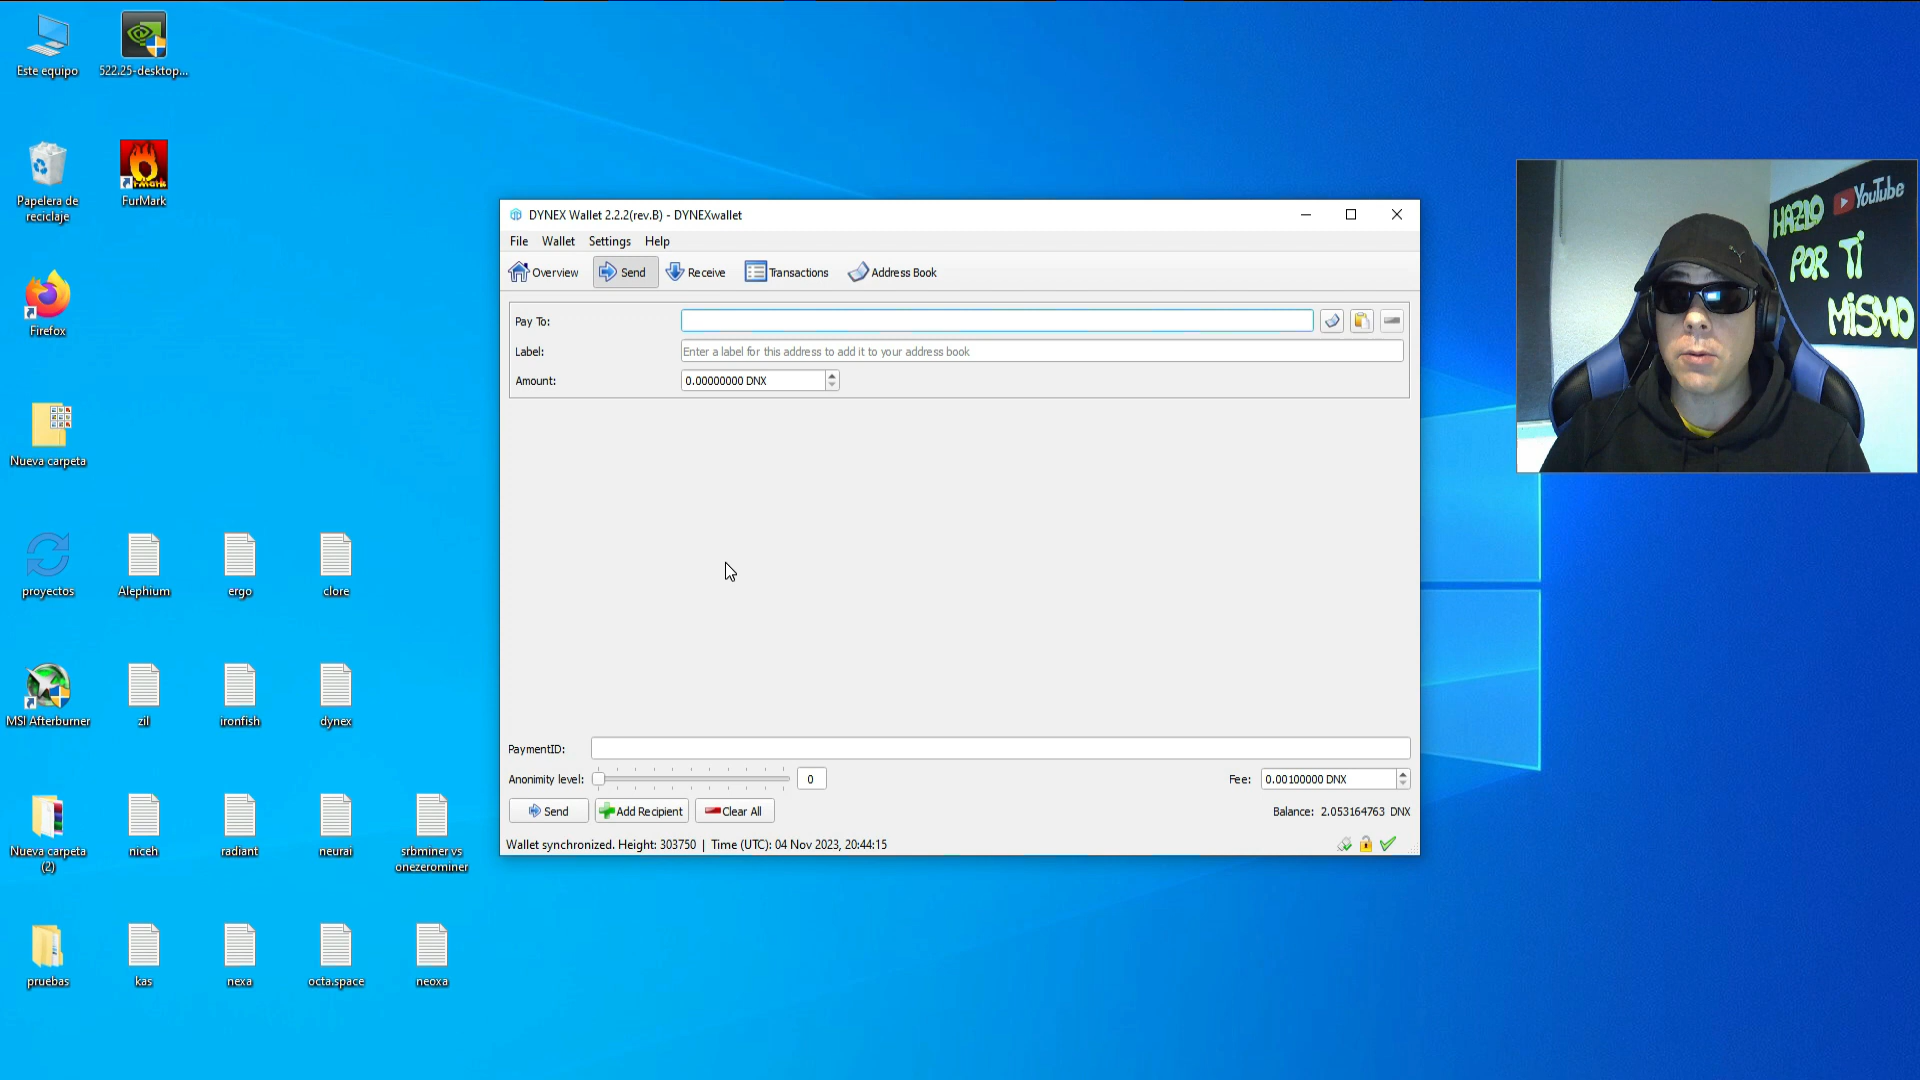 Este equipo
522.25-desktop...
Papelera de
reciclaje
FurMark
Firefox
Nueva carpeta
proyectos
Alephium
ergo
clore
MSI Afterburner
zil
ironfish
dynex
Nueva carpeta
(2)
niceh
radiant
neurai
srbminer vs
onezerominer
pruebas
kas
nexa
octa.space
neoxa
DYNEX Wallet 2.2.2(rev.B) - DYNEXwallet
File Wallet Settings Help
Overview Send Receive Transactions Address Book
Pay To:
Label: Enter a label for this address to add it to your address book
Amount: 0.00000000 DNX
PaymentID:
Anonimity level: 0 Fee: 0.00100000 DNX
Send Add Recipient Clear All Balance: 2.053164763 DNX
Wallet synchronized. Height: 303750 | Time (UTC): 04 Nov 2023, 20:44:15
YouTube
HAZLO
POR TI
MISMO